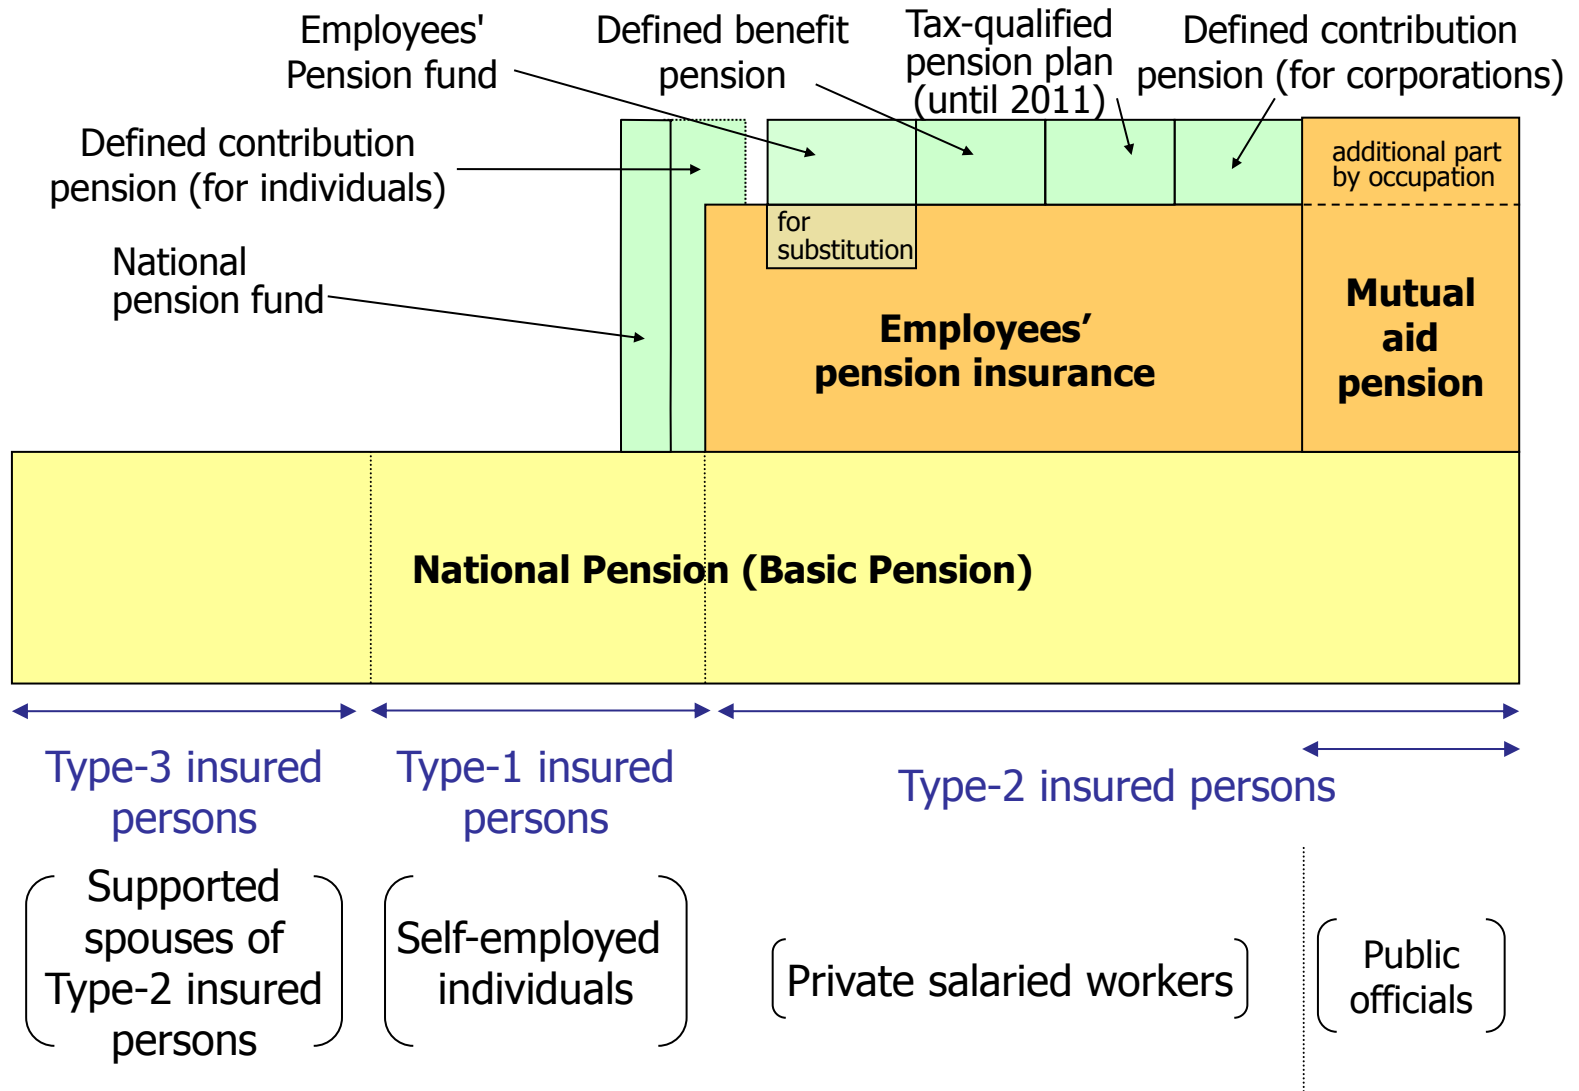 Employees'
Pension fund
Defined benefit
pension
Tax-qualified
pension plan
(until 2011)
Defined contribution
pension (for corporations)
Defined contribution
pension (for individuals)
National
pension fund
for
substitution
additional part
by occupation
Employees’
pension insurance
Mutual
aid
pension
National Pension (Basic Pension)
Type-3 insured
persons
Type-1 insured
persons
Type-2 insured persons
Supported
spouses of
Type-2 insured
persons
Self-employed
individuals
Private salaried workers
Public
officials